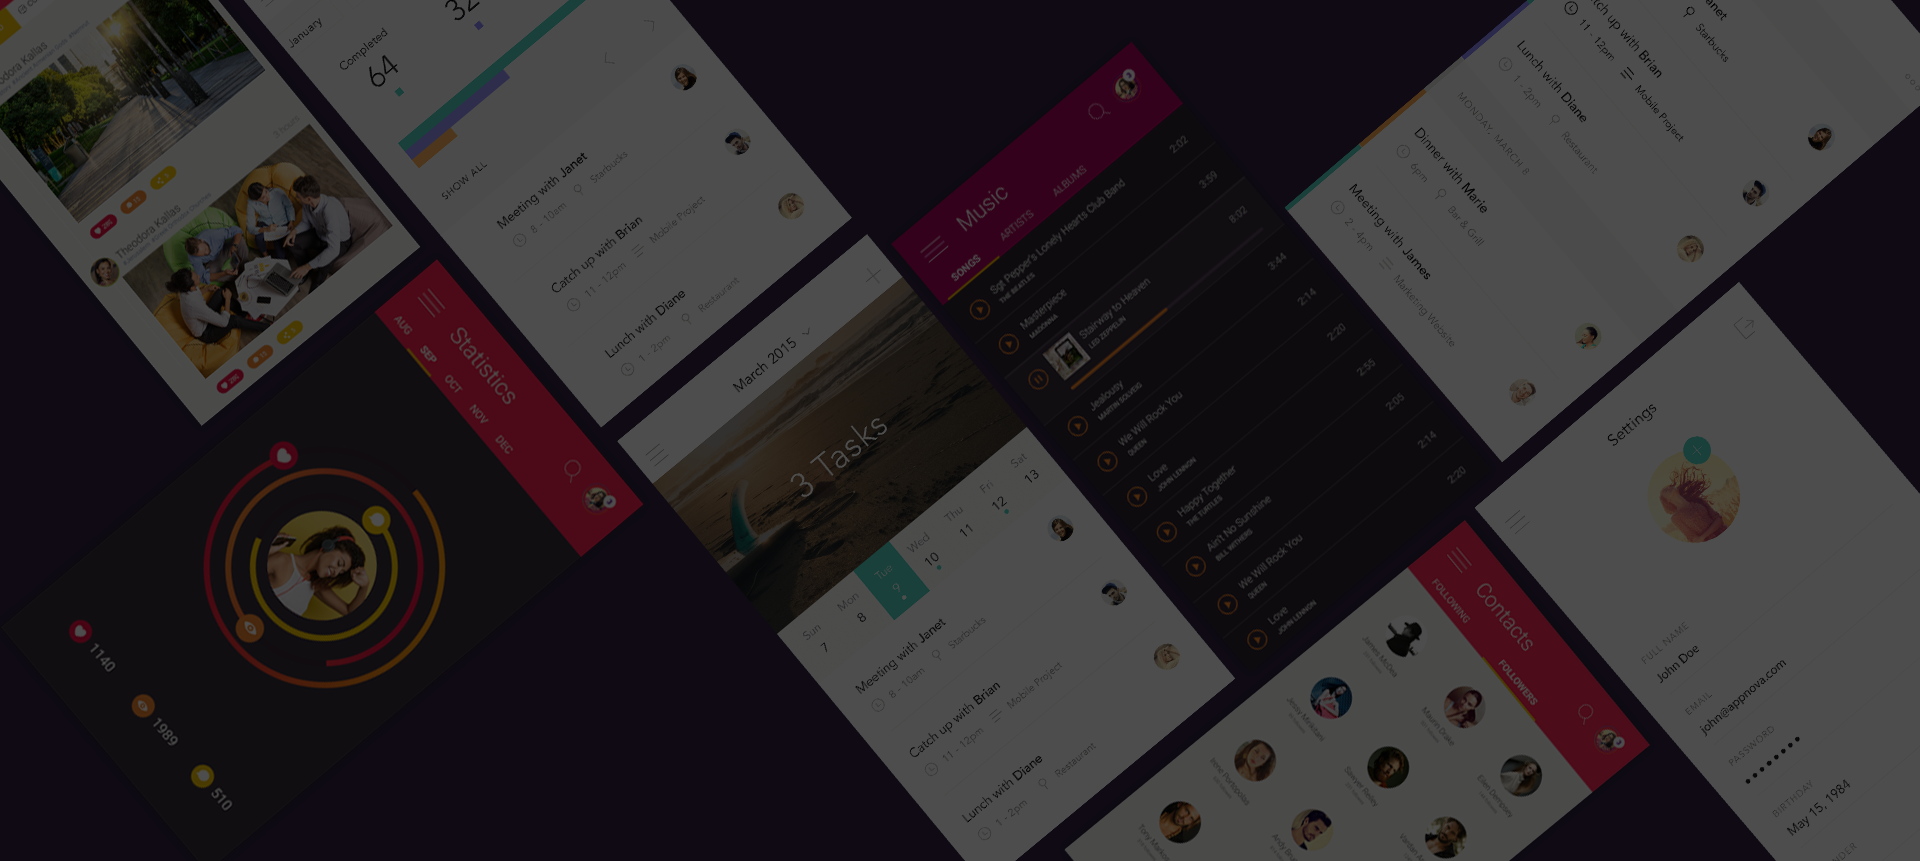 Theodora Kallas
3 hours
286
15
5
Theodora Kallas
286
15
5
January
Completed
64
32
SHOW ALL
Meeting with Janet
8 - 10am
Starbucks
Catch up with Brian
11 - 12pm
Mobile Project
Lunch with Diane
1 - 2pm
Restaurant
Statistics
AUG
SEP
OCT
NOV
DEC
1140
1989
510
March 2015
3 Tasks
Sun
Mon
Tue
Wed
Thu
Fri
Sat
7
8
9
10
11
12
13
Meeting with Janet
8 - 10am
Starbucks
Catch up with Brian
11 - 12pm
Mobile Project
Lunch with Diane
1 - 2pm
Restaurant
Music
SONGS
ARTISTS
ALBUMS
Sgt Pepper's Lonely Hearts Club Band
THE BEATLES
2:02
Masterpiece
MADONNA
3:59
Stairway to Heaven
LED ZEPPELIN
8:02
Jealousy
MARTIN SOLVEIG
3:44
We Will Rock You
QUEEN
2:14
Love
JOHN LENNON
2:20
Happy Together
THE TURTLES
2:55
Ain't No Sunshine
BILL WITHERS
2:05
We Will Rock You
QUEEN
2:14
Love
JOHN LENNON
2:20
Starbucks
Catch up with Brian
11 - 12pm
Mobile Project
Lunch with Diane
1 - 2pm
Restaurant
MONDAY, MARCH 8
Dinner with Marie
6pm
Bar & Grill
Meeting with James
2 - 4pm
Marketing Website
Contacts
FOLLOWING
FOLLOWERS
Settings
FULL NAME
John Doe
EMAIL
john@appnova.com
PASSWORD
BIRTHDAY
May 15, 1984